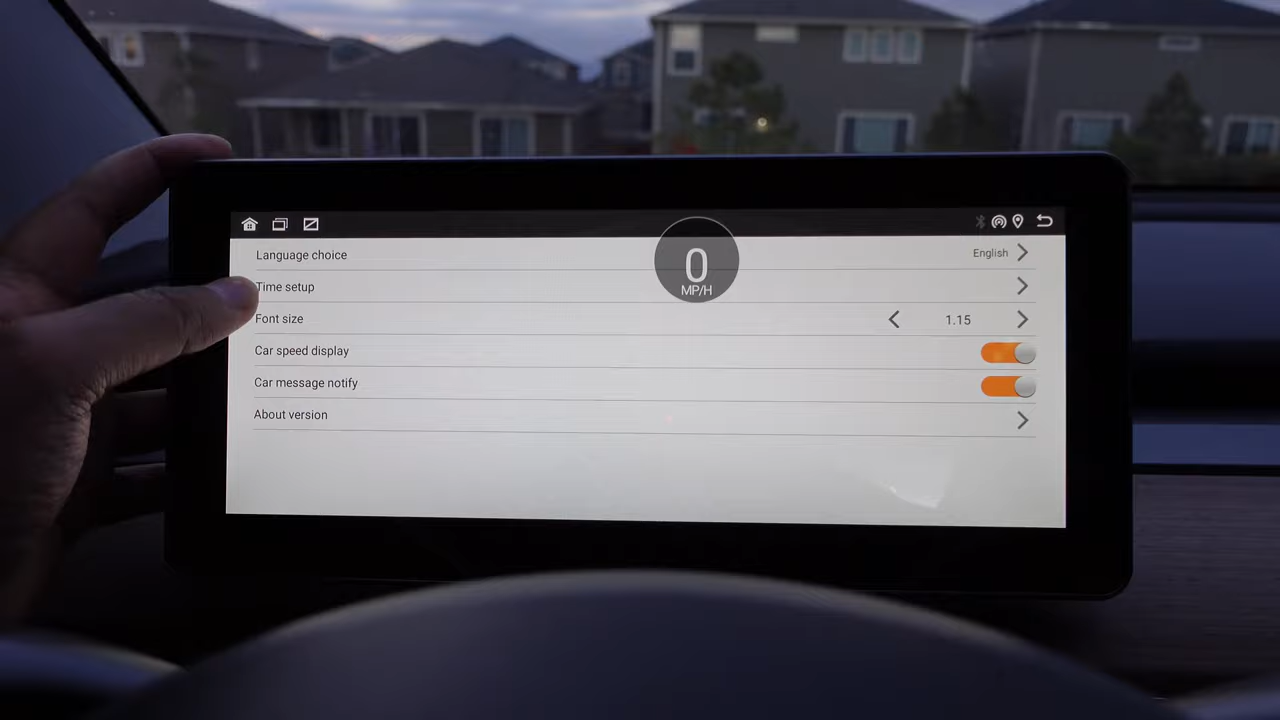 Language choice English
0
MP/H
Time setup
Font size 1.15
Car speed display
Car message notify
About version